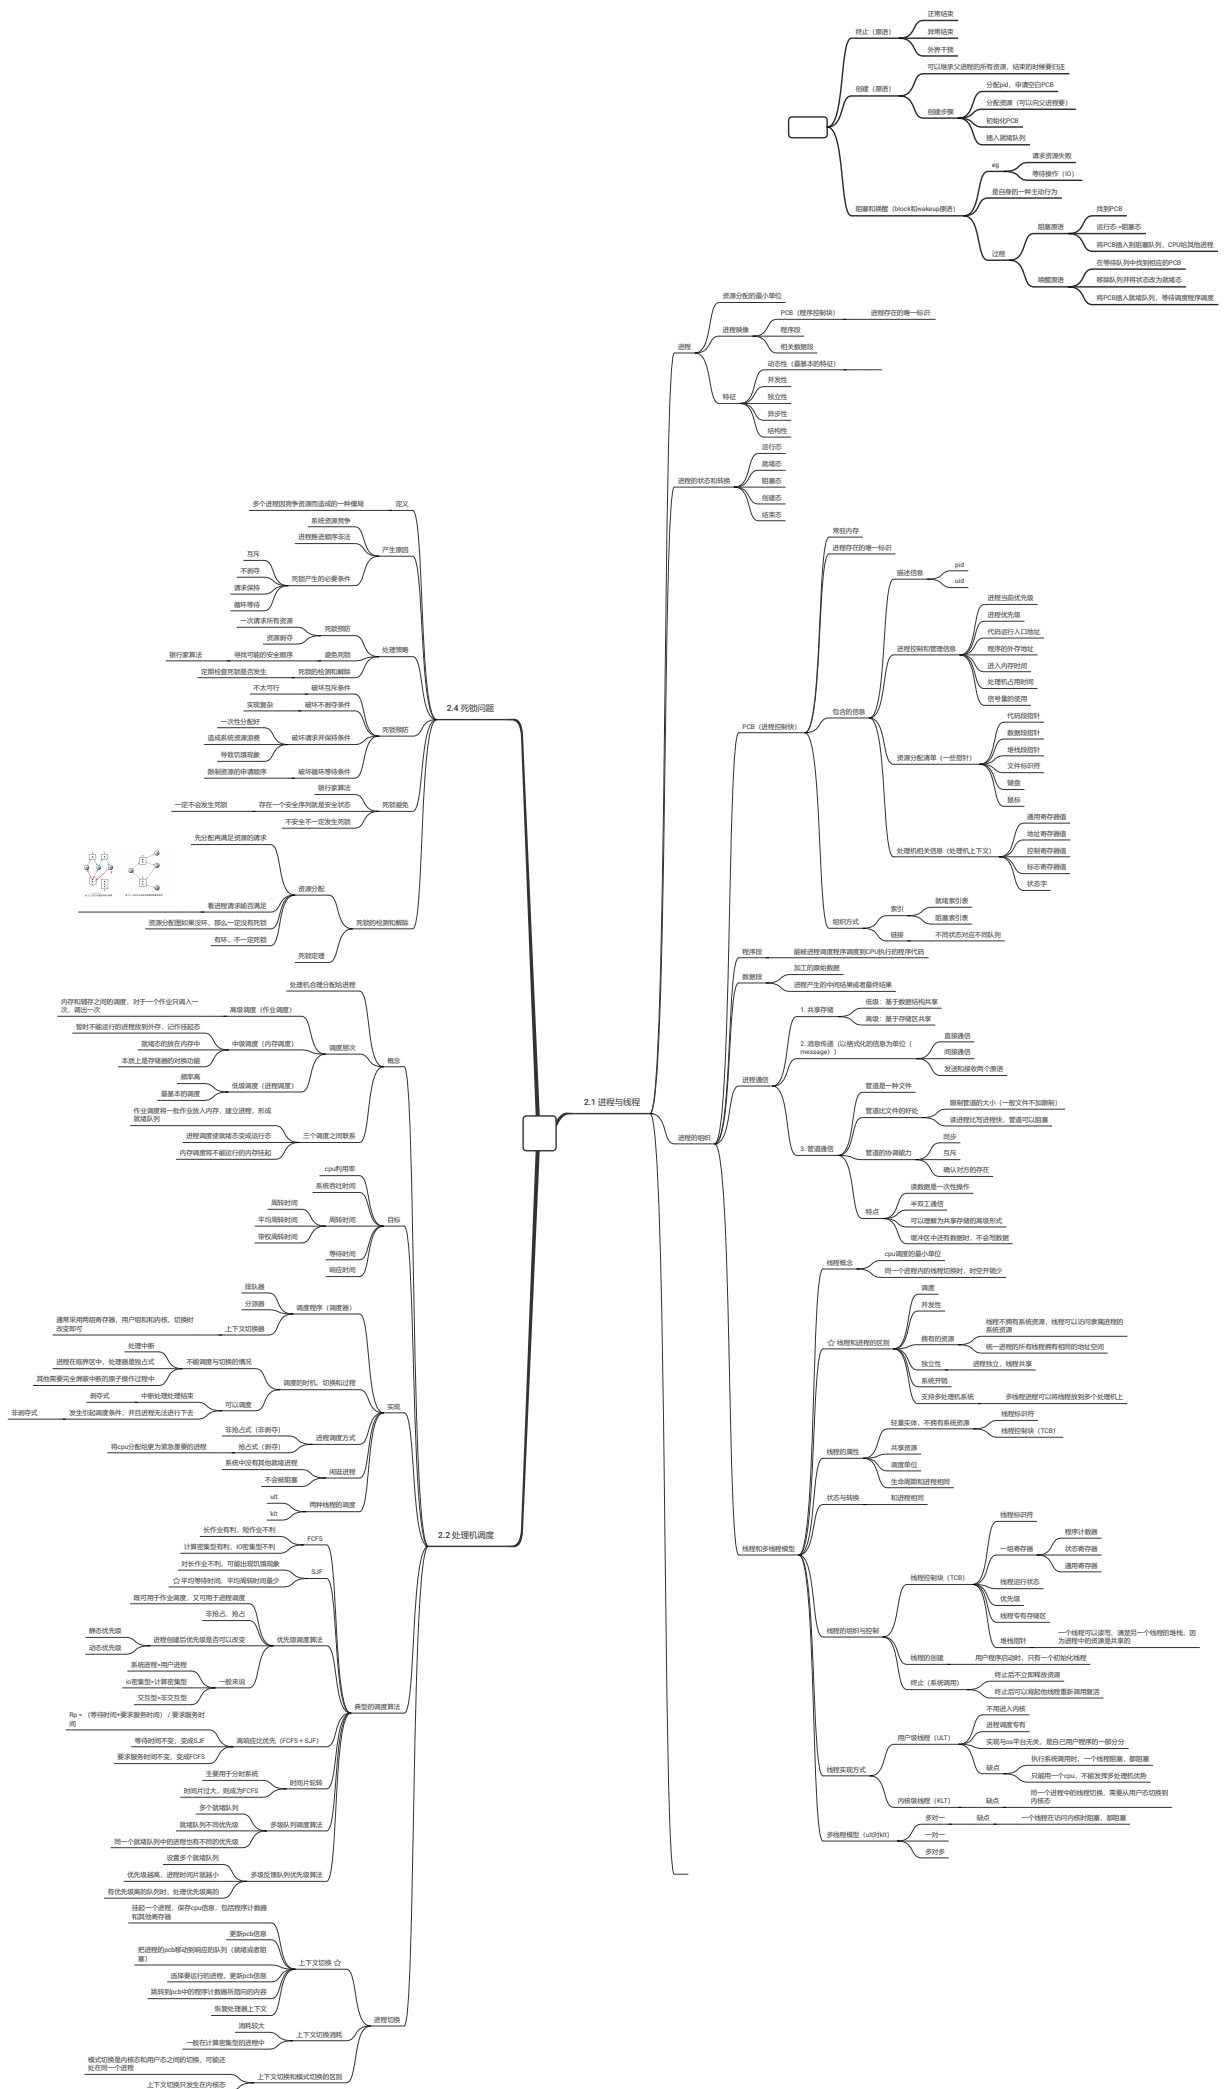 正常结束
终止（原语）
异常结束
外界干预
可以继承父进程的所有资源，结束的时候要归还
创建（原语）
分配pid，申请空白PCB
分配资源（可以向父进程要）
创建步骤
初始化PCB
插入就绪队列
请求资源失败
eg
等待操作（IO）
是自身的一种主动行为
阻塞和唤醒（block和wakeup原语）
找到PCB
阻塞原语
运行态->阻塞态
将PCB插入到阻塞队列，CPU给其他进程
过程
在等待队列中找到相应的PCB
唤醒原语
移除队列并将状态改为就绪态
将PCB插入就绪队列，等待调度程序调度
2.1 进程与线程
进程
资源分配的最小单位
进程映像
PCB（程序控制块）
进程存在的唯一标识
程序段
相关数据段
特征
动态性（最基本的特征）
并发性
独立性
异步性
结构性
进程的状态和转换
运行态
就绪态
阻塞态
创建态
结束态
进程的组织
PCB（进程控制快）
常驻内存
进程存在的唯一标识
包含的信息
描述信息
pid
uid
进程控制和管理信息
进程当前优先级
进程优先级
代码运行入口地址
程序的外存地址
进入内存时间
处理机占用时间
信号量的使用
资源分配清单（一些指针）
代码段指针
数据段指针
堆栈段指针
文件标识符
键盘
鼠标
处理机相关信息（处理机上下文）
通用寄存器值
地址寄存器值
控制寄存器值
标志寄存器值
状态字
组织方式
索引
就绪索引表
阻塞索引表
链接
不同状态对应不同队列
程序段
能被进程调度程序调度到CPU执行的程序代码
数据段
加工的原始数据
进程产生的中间结果或者最终结果
进程通信
1. 共享存储
低级：基于数据结构共享
高级：基于存储区共享
2. 消息传递（以格式化的信息为单位（
message））
直接通信
间接通信
发送和接收两个原语
3. 管道通信
管道是一种文件
管道比文件的好处
限制管道的大小（一般文件不加限制）
读进程比写进程快，管道可以阻塞
管道的协调能力
同步
互斥
确认对方的存在
特点
读数据是一次性操作
半双工通信
可以理解为共享存储的高级形式
缓冲区中还有数据时，不会写数据
线程和多线程模型
线程概念
cpu调度的最小单位
同一个进程内的线程切换时，时空开销少
☆ 线程和进程的区别
调度
并发性
拥有的资源
线程不拥有系统资源，线程可以访问隶属进程的
系统资源
统一进程的所有线程拥有相同的地址空间
独立性
进程独立，线程共享
系统开销
支持多处理机系统
多线程进程可以将线程放到多个处理机上
线程的属性
轻量实体，不拥有系统资源
线程标识符
线程控制块（TCB）
共享资源
调度单位
生命周期和进程相同
状态与转换
和进程相同
线程的组织与控制
线程控制块（TCB）
线程标识符
一组寄存器
程序计数器
状态寄存器
通用寄存器
线程运行状态
优先级
线程专有存储区
堆栈指针
一个线程可以读写、清楚另一个线程的堆栈，因
为进程中的资源是共享的
线程的创建
用户程序启动时，只有一个初始化线程
终止（系统调用）
终止后不立即释放资源
终止后可以背起他线程重新调用复活
线程实现方式
用户级线程（ULT）
不用进入内核
进程调度专有
实现与os平台无关，是自己用户程序的一部分分
缺点
执行系统调用时，一个线程阻塞，都阻塞
只能用一个cpu，不能发挥多处理机优势
内核级线程（KLT）
缺点
同一个进程中的线程切换，需要从用户态切换到
内核态
多线程模型（ult对klt）
多对一
缺点
一个线程在访问内核时阻塞，都阻塞
一对一
多对多
2.4 死锁问题
定义
多个进程因竞争资源而造成的一种僵局
产生原因
系统资源竞争
进程推进顺序非法
死锁产生的必要条件
互斥
不剥夺
请求保持
循环等待
处理策略
死锁预防
一次请求所有资源
资源剥夺
避免死锁
寻找可能的安全顺序
银行家算法
死锁的检测和解除
定期检查死锁是否发生
死锁预防
破坏互斥条件
不太可行
破坏不剥夺条件
实现复杂
破坏请求并保持条件
一次性分配好
造成系统资源浪费
导致饥饿现象
破坏循环等待条件
限制资源的申请顺序
死锁避免
银行家算法
存在一个安全序列就是安全状态
一定不会发生死锁
不安全不一定发生死锁
死锁的检测和解除
资源分配
先分配再满足资源的请求
看进程请求能否满足
资源分配图如果没环，那么一定没有死锁
有环，不一定死锁
死锁定理
2.2 处理机调度
概念
处理机合理分配给进程
调度层次
高级调度（作业调度）
内存和辅存之间的调度，对于一个作业只调入一
次，调出一次
中级调度（内存调度）
暂时不能运行的进程放到外存，记作挂起态
就绪态的放在内存中
本质上是存储器的对换功能
低级调度（进程调度）
频率高
最基本的调度
三个调度之间联系
作业调度将一批作业放入内存，建立进程，形成
就绪队列
进程调度使就绪态变成运行态
内存调度将不能运行的内存挂起
目标
cpu利用率
系统吞吐时间
周转时间
周转时间
平均周转时间
带权周转时间
等待时间
响应时间
实现
调度程序（调度器）
排队器
分派器
上下文切换器
通常采用两组寄存器，用户组和和内核，切换时
改变即可
调度的时机、切换和过程
不能调度与切换的情况
处理中断
进程在临界区中，处理器是独占式
其他需要完全屏蔽中断的原子操作过程中
可以调度
中断处理处理结束
剥夺式
发生引起调度条件，并且进程无法进行下去
非剥夺式
进程调度方式
非抢占式（非剥夺）
抢占式（剥夺）
将cpu分配给更为紧急重要的进程
闲逛进程
系统中没有其他就绪进程
不会被阻塞
两种线程的调度
ult
klt
典型的调度算法
FCFS
长作业有利，短作业不利
计算密集型有利，IO密集型不利
SJF
对长作业不利，可能出现饥饿现象
☆ 平均等待时间，平均周转时间最少
优先级调度算法
既可用于作业调度，又可用于进程调度
非抢占，抢占
进程创建后优先级是否可以改变
静态优先级
动态优先级
一般来说
系统进程>用户进程
io密集型>计算密集型
交互型>非交互型
高响应比优先（FCFS + SJF）
Rp = （等待时间+要求服务时间） / 要求服务时
间
等待时间不变，变成SJF
要求服务时间不变，变成FCFS
时间片轮转
主要用于分时系统
时间片过大，则成为FCFS
多级队列调度算法
多个就绪队列
就绪队列不同优先级
同一个就绪队列中的进程也有不同的优先级
多级反馈队列优先级算法
设置多个就绪队列
优先级越高，进程时间片就越小
有优先级高的队列时，处理优先级高的
进程切换
上下文切换 ☆
挂起一个进程，保存cpu信息，包括程序计数器
和其他寄存器
更新pcb信息
把进程的pcb移动到响应的队列（就绪或者阻
塞）
选择要运行的进程，更新pcb信息
跳转到pcb中的程序计数器所指向的内容
恢复处理器上下文
上下文切换消耗
消耗较大
一般在计算密集型的进程中
上下文切换和模式切换的区别
模式切换是内核态和用户态之间的切换，可能还
处在同一个进程
上下文切换只发生在内核态